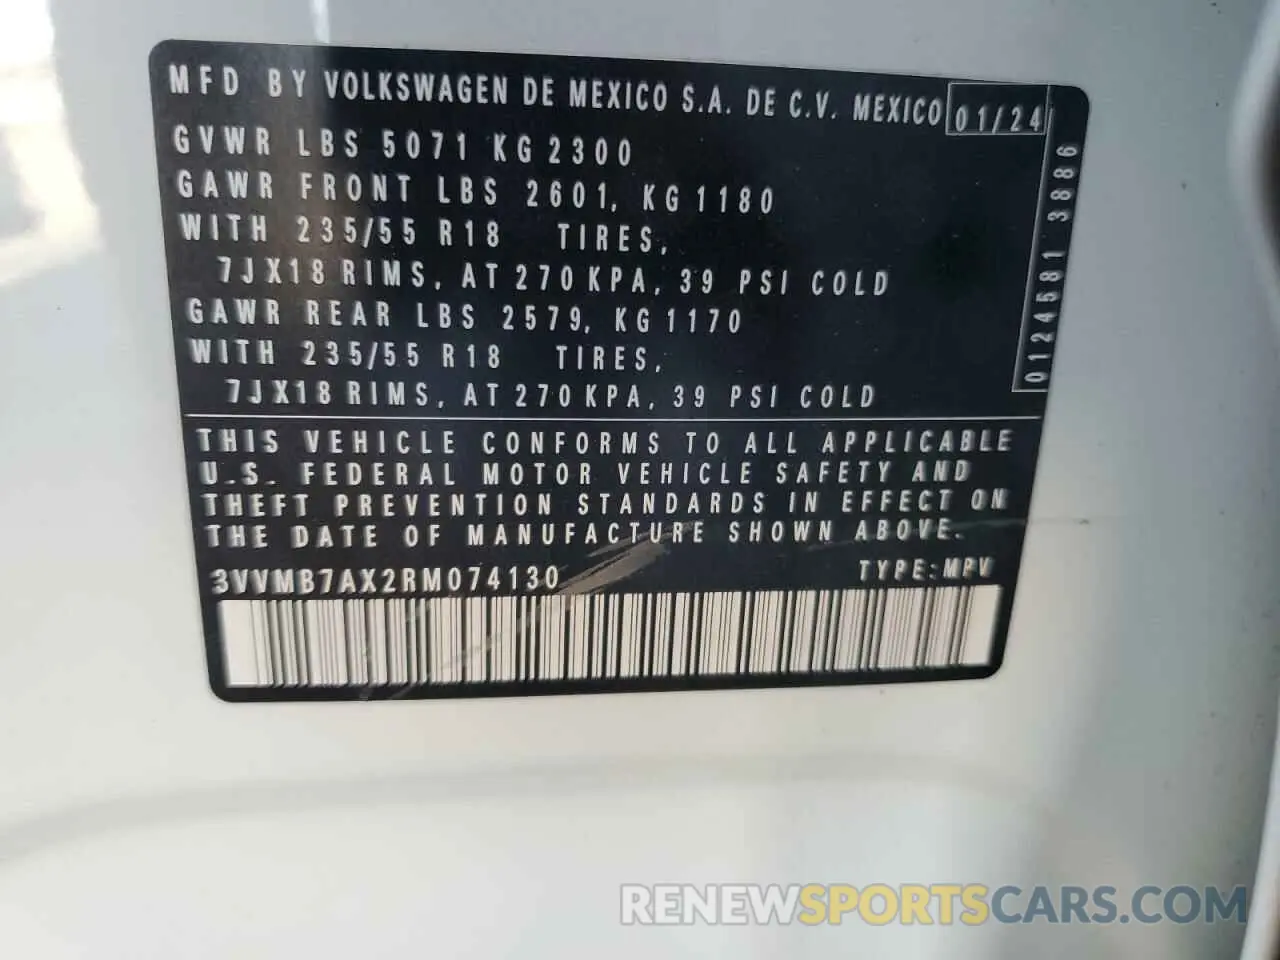 MFD BY VOLKSWAGEN DE MEXICO S.A. DE C.V. MEXICO 01/24
GVWR LBS 5071 KG 2300
GAWR FRONT LBS 2601, KG 1180
WITH 235/55 R18 TIRES,
7JX18 RIMS, AT 270 KPA, 39 PSI COLD
GAWR REAR LBS 2579, KG 1170
WITH 235/55 R18 TIRES,
7JX18 RIMS, AT 270 KPA, 39 PSI COLD
0124581 3886
THIS VEHICLE CONFORMS TO ALL APPLICABLE
U.S. FEDERAL MOTOR VEHICLE SAFETY AND
THEFT PREVENTION STANDARDS IN EFFECT ON
THE DATE OF MANUFACTURE SHOWN ABOVE.
3VVMB7AX2RM074130 TYPE:MPV
RENEWSPORTSCARS.COM